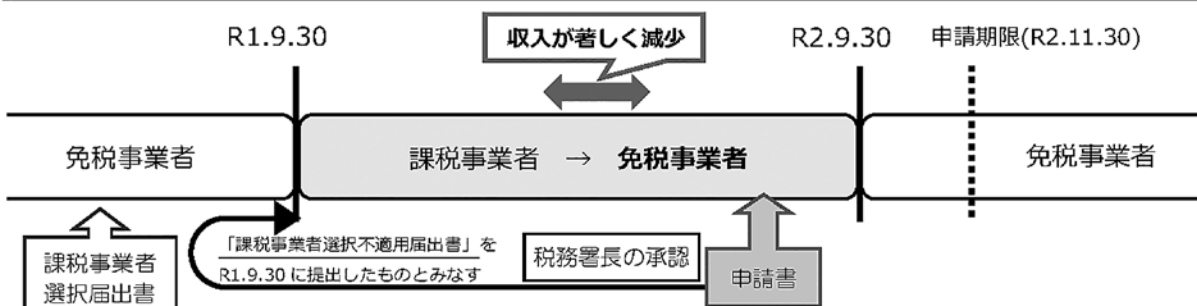 収入が著しく減少
R1.9.30
R2.9.30
申請期限(R2.11.30)
免税事業者
課税事業者 → 免税事業者
免税事業者
課税事業者
選択届出書
「課税事業者選択不適用届出書」を
R1.9.30 に提出したものとみなす
税務署長の承認
申請書